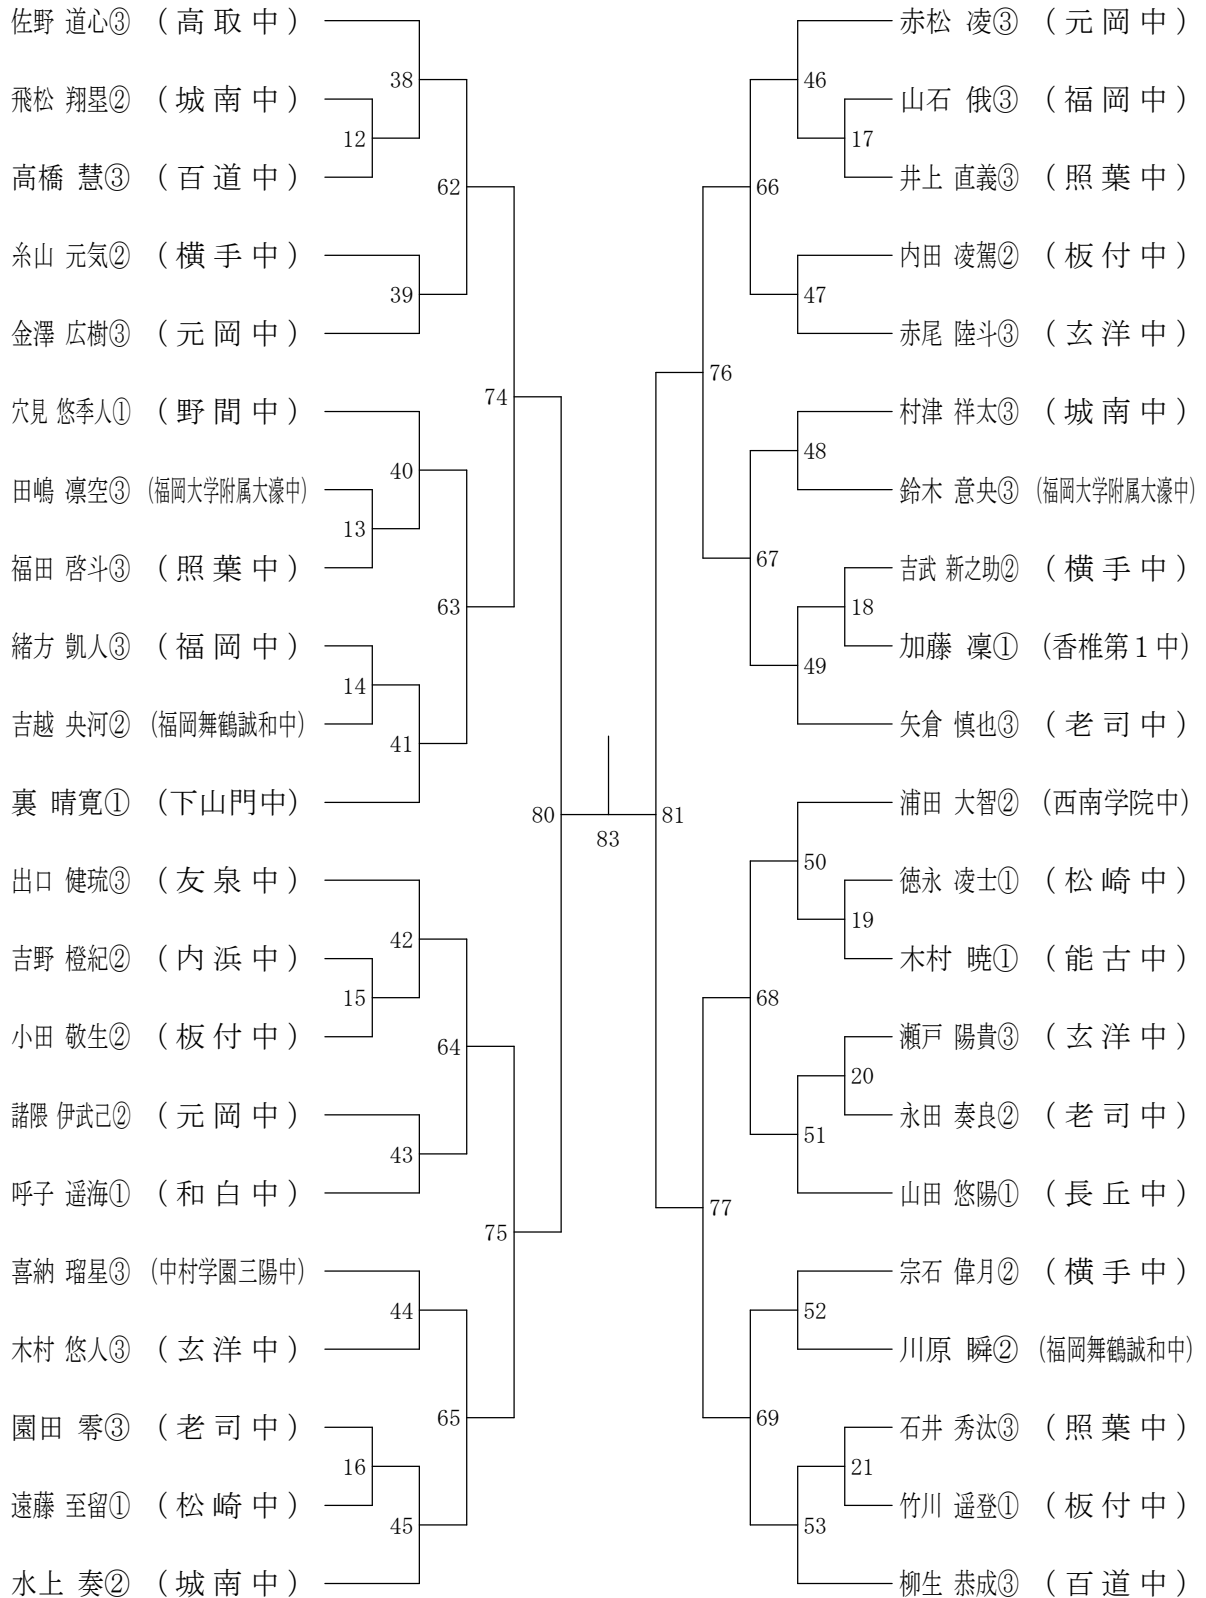 佐野 道心③ （高取中）
38
飛松 翔塁② （城南中）
12
高橋 慧③ （百道中）
62
糸山 元気② （横手中）
39
金澤 広樹③ （元岡中）
74
穴見 悠季人① （野間中）
40
田嶋 凛空③ (福岡大学附属大濠中)
13
福田 啓斗③ （照葉中）
63
緒方 凱人③ （福岡中）
14
吉越 央河② (福岡舞鶴誠和中)
41
裏 晴寛① (下山門中)
80
出口 健琉③ （友泉中）
42
吉野 橙紀② （内浜中）
15
小田 敬生② （板付中）
64
諸隈 伊武己② （元岡中）
43
呼子 遥海① （和白中）
75
喜納 瑠星③ (中村学園三陽中)
44
木村 悠人③ （玄洋中）
65
園田 零③ （老司中）
16
遠藤 至留① （松崎中）
45
水上 奏② （城南中）
83
赤松 凌③ （元岡中）
46
山石 俄③ （福岡中）
17
井上 直義③ （照葉中）
66
内田 凌駕② （板付中）
47
赤尾 陸斗③ （玄洋中）
76
村津 祥太③ （城南中）
48
鈴木 意央③ (福岡大学附属大濠中)
67
吉武 新之助② （横手中）
18
加藤 凜① (香椎第１中)
49
矢倉 慎也③ （老司中）
浦田 大智② (西南学院中)
81
50
徳永 凌士① （松崎中）
19
木村 暁① （能古中）
68
瀬戸 陽貴③ （玄洋中）
20
永田 奏良② （老司中）
51
山田 悠陽① （長丘中）
77
宗石 偉月② （横手中）
52
川原 瞬② (福岡舞鶴誠和中)
69
石井 秀汰③ （照葉中）
21
竹川 遥登① （板付中）
53
柳生 恭成③ （百道中）